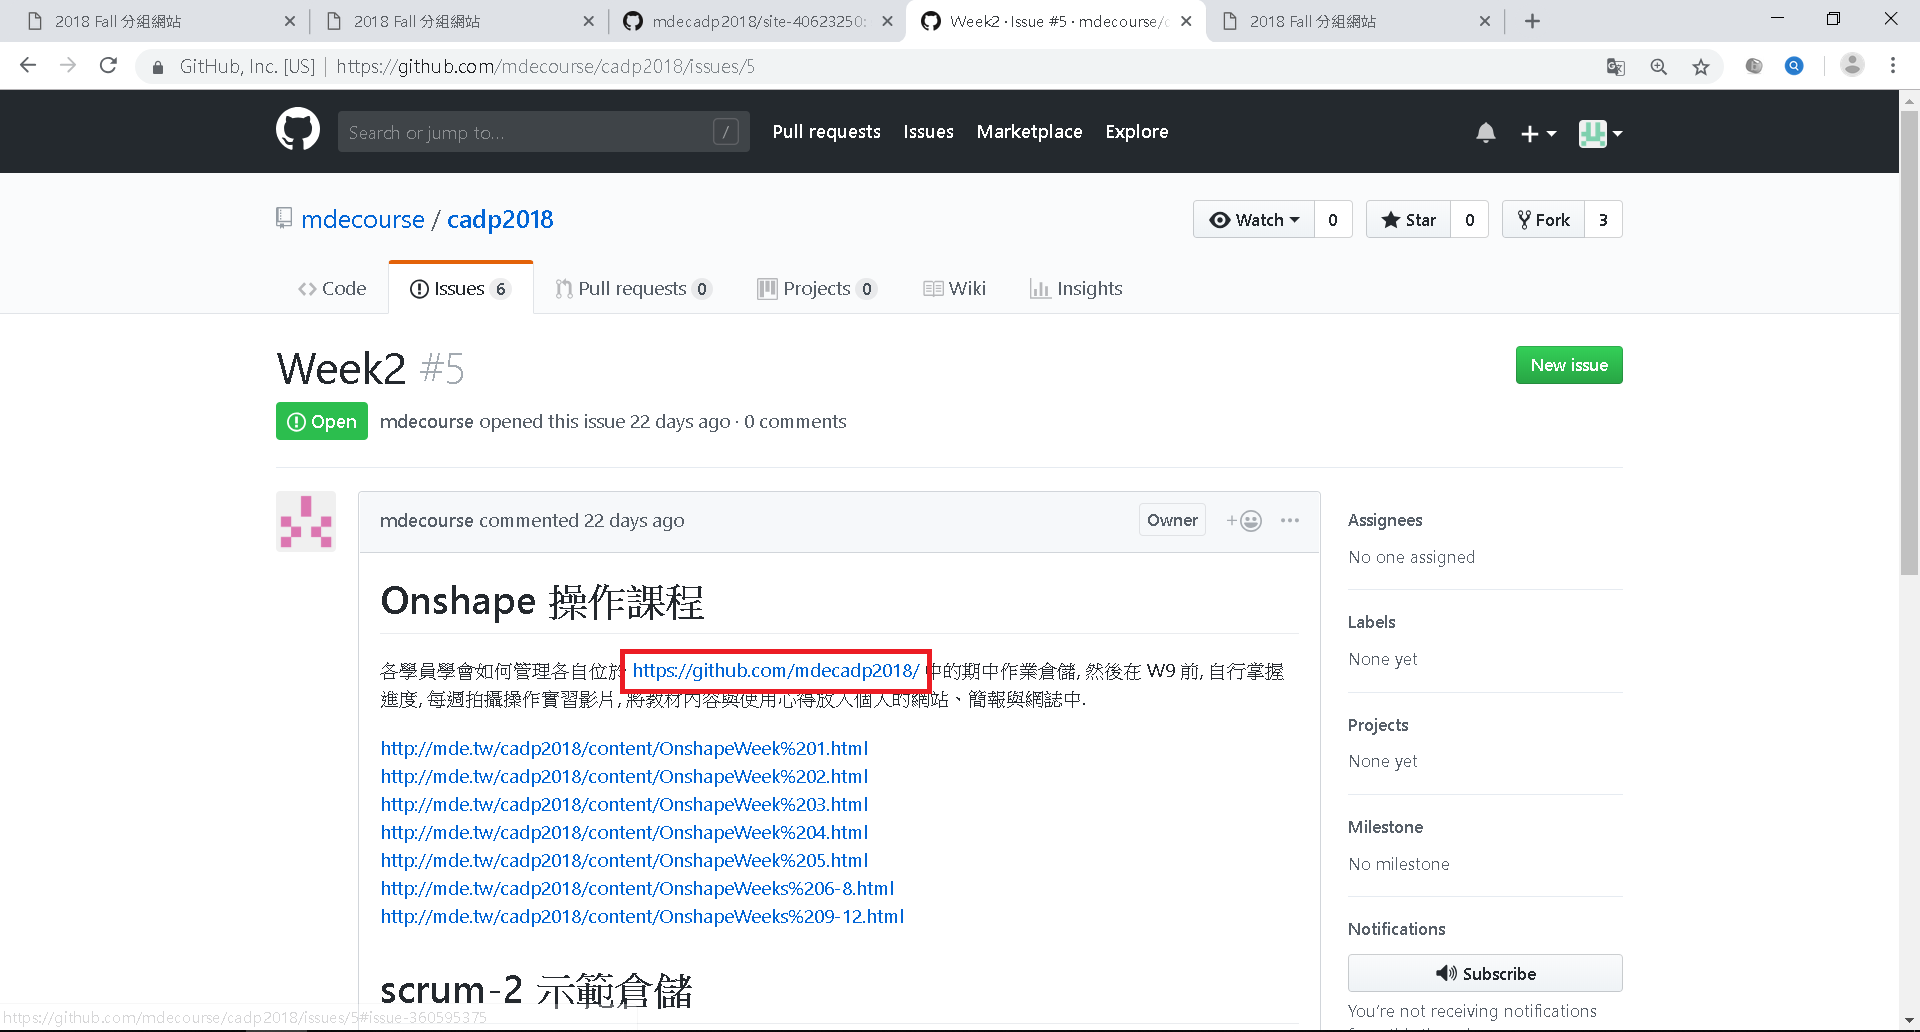 2018 Fall 分組網站
2018 Fall 分組網站
mdecadp2018/site-40623250:
Week2 · Issue #5 · mdecourse/c
2018 Fall 分組網站
GitHub, Inc. [US] | https://github.com/mdecourse/cadp2018/issues/5
Search or jump to... /
Pull requests Issues Marketplace Explore
mdecourse / cadp2018
Watch 0 Star 0 Fork 3
Code Issues 6 Pull requests 0 Projects 0 Wiki Insights
Week2 #5
New issue
Open mdecourse opened this issue 22 days ago · 0 comments
mdecourse commented 22 days ago Owner
Onshape 操作課程
各學員學會如何管理各自位於 https://github.com/mdecadp2018/ 中的期中作業倉儲, 然後在 W9 前, 自行掌握
進度, 每週拍攝操作實習影片, 將教材內容與使用心得放入個人的網站、簡報與網誌中.
http://mde.tw/cadp2018/content/OnshapeWeek%201.html
http://mde.tw/cadp2018/content/OnshapeWeek%202.html
http://mde.tw/cadp2018/content/OnshapeWeek%203.html
http://mde.tw/cadp2018/content/OnshapeWeek%204.html
http://mde.tw/cadp2018/content/OnshapeWeek%205.html
http://mde.tw/cadp2018/content/OnshapeWeeks%206-8.html
http://mde.tw/cadp2018/content/OnshapeWeeks%209-12.html
scrum-2 示範倉儲
Assignees
No one assigned
Labels
None yet
Projects
None yet
Milestone
No milestone
Notifications
Subscribe
You're not receiving notifications
https://github.com/mdecourse/cadp2018/issues/5#issue-360595375